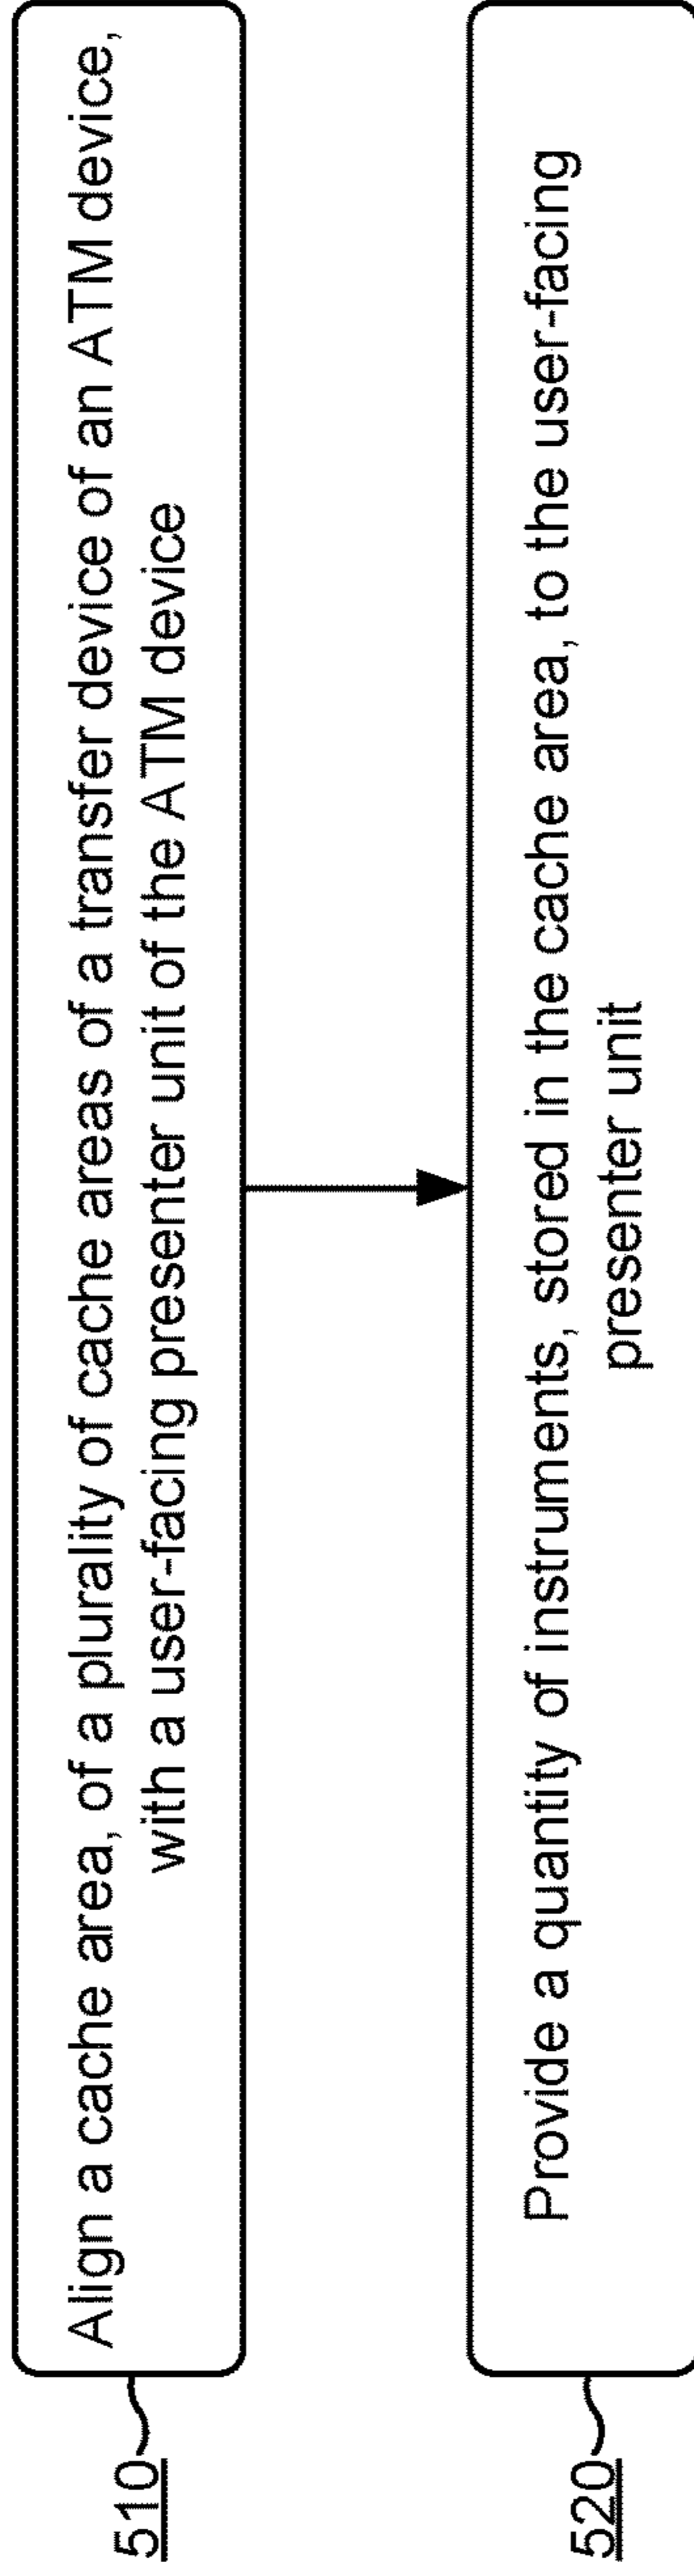 510
Align a cache area, of a plurality of cache areas of a transfer device of an ATM device,
with a user-facing presenter unit of the ATM device
520
Provide a quantity of instruments, stored in the cache area, to the user-facing
presenter unit